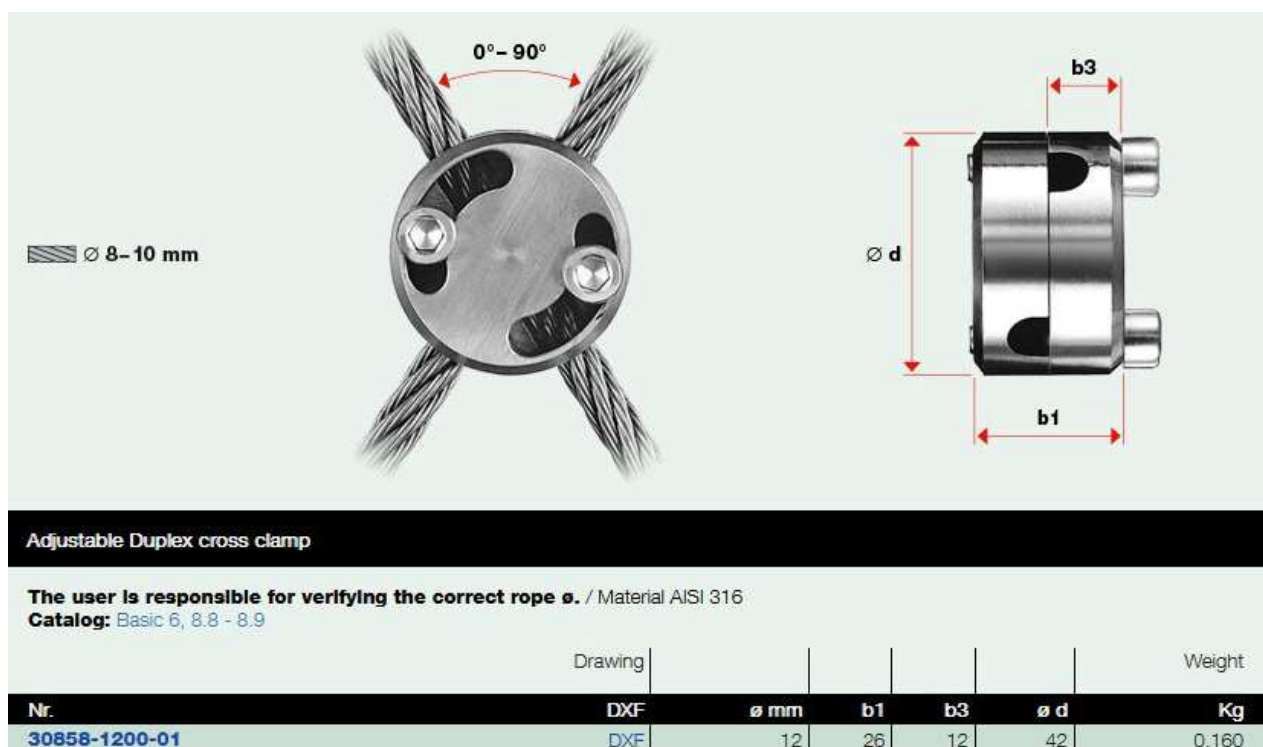 0°– 90°
b3
Ø 8– 10 mm
Ø d
b1
Adjustable Duplex cross clamp
The user is responsible for verifying the correct rope ø. / Material AISI 316
Catalog: Basic 6, 8.8 - 8.9
Drawing Weight
Nr. DXF ø mm b1 b3 ø d Kg
30858-1200-01 DXF 12 26 12 42 0.160